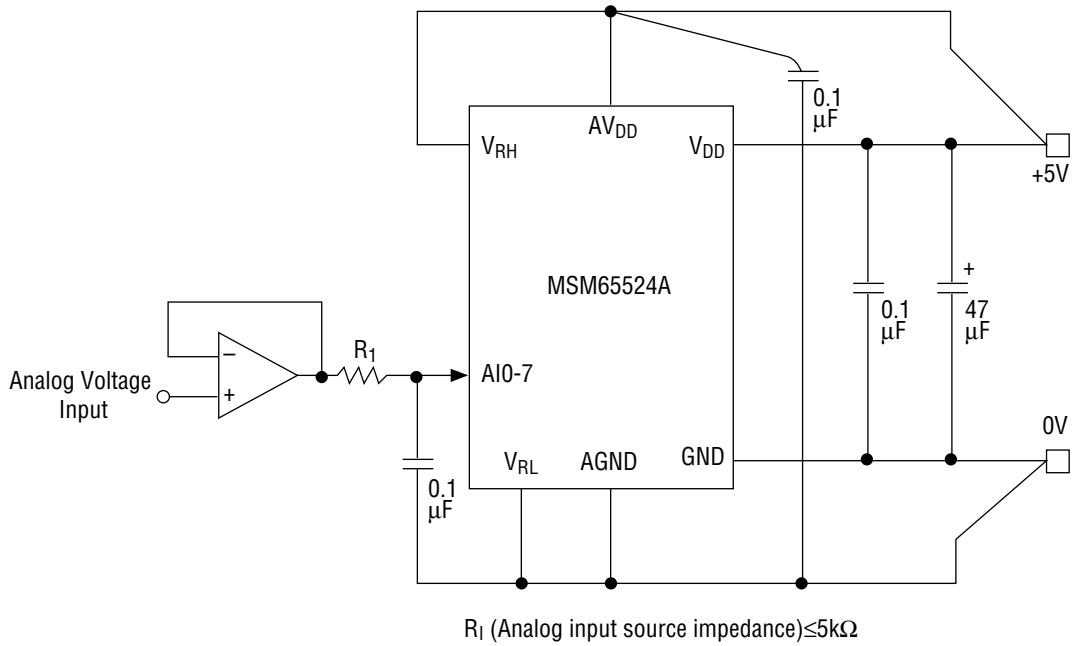 0.1
µF
AV_DD
V_RH
V_DD
+5V
MSM65524A
+
0.1
µF
47
µF
R_1
−
+
Analog Voltage
Input
AI0-7
0V
V_RL
AGND
GND
0.1
µF
R_I (Analog input source impedance)≤5kΩ